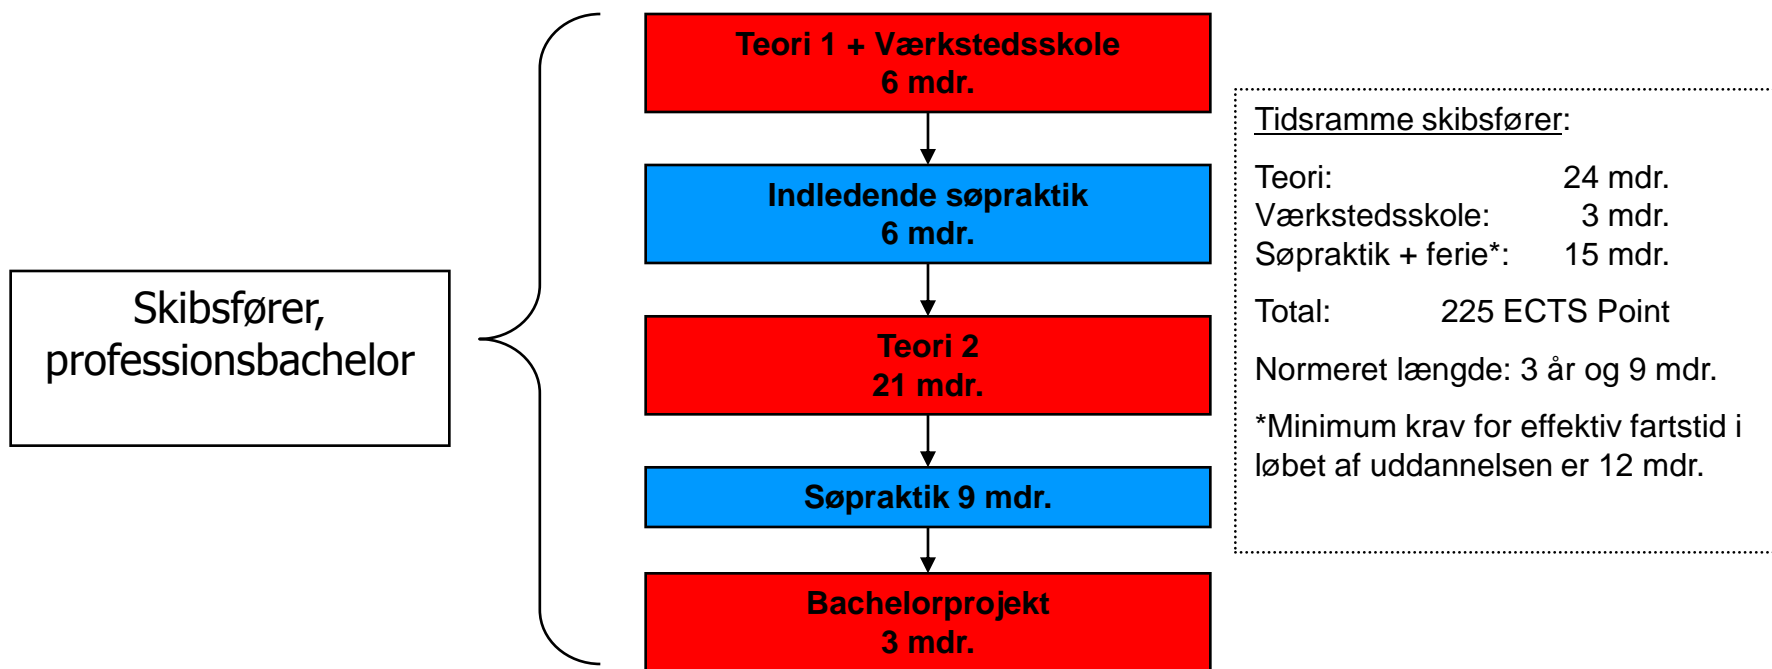 Skibsfører,
professionsbachelor
Teori 1 + Værkstedsskole
6 mdr.
Indledende søpraktik
6 mdr.
Teori 2
21 mdr.
Søpraktik 9 mdr.
Bachelorprojekt
3 mdr.
Tidsramme skibsfører:
Teori: 24 mdr.
Værkstedsskole: 3 mdr.
Søpraktik + ferie*: 15 mdr.
Total: 225 ECTS Point
Normeret længde: 3 år og 9 mdr.
*Minimum krav for effektiv fartstid i
løbet af uddannelsen er 12 mdr.